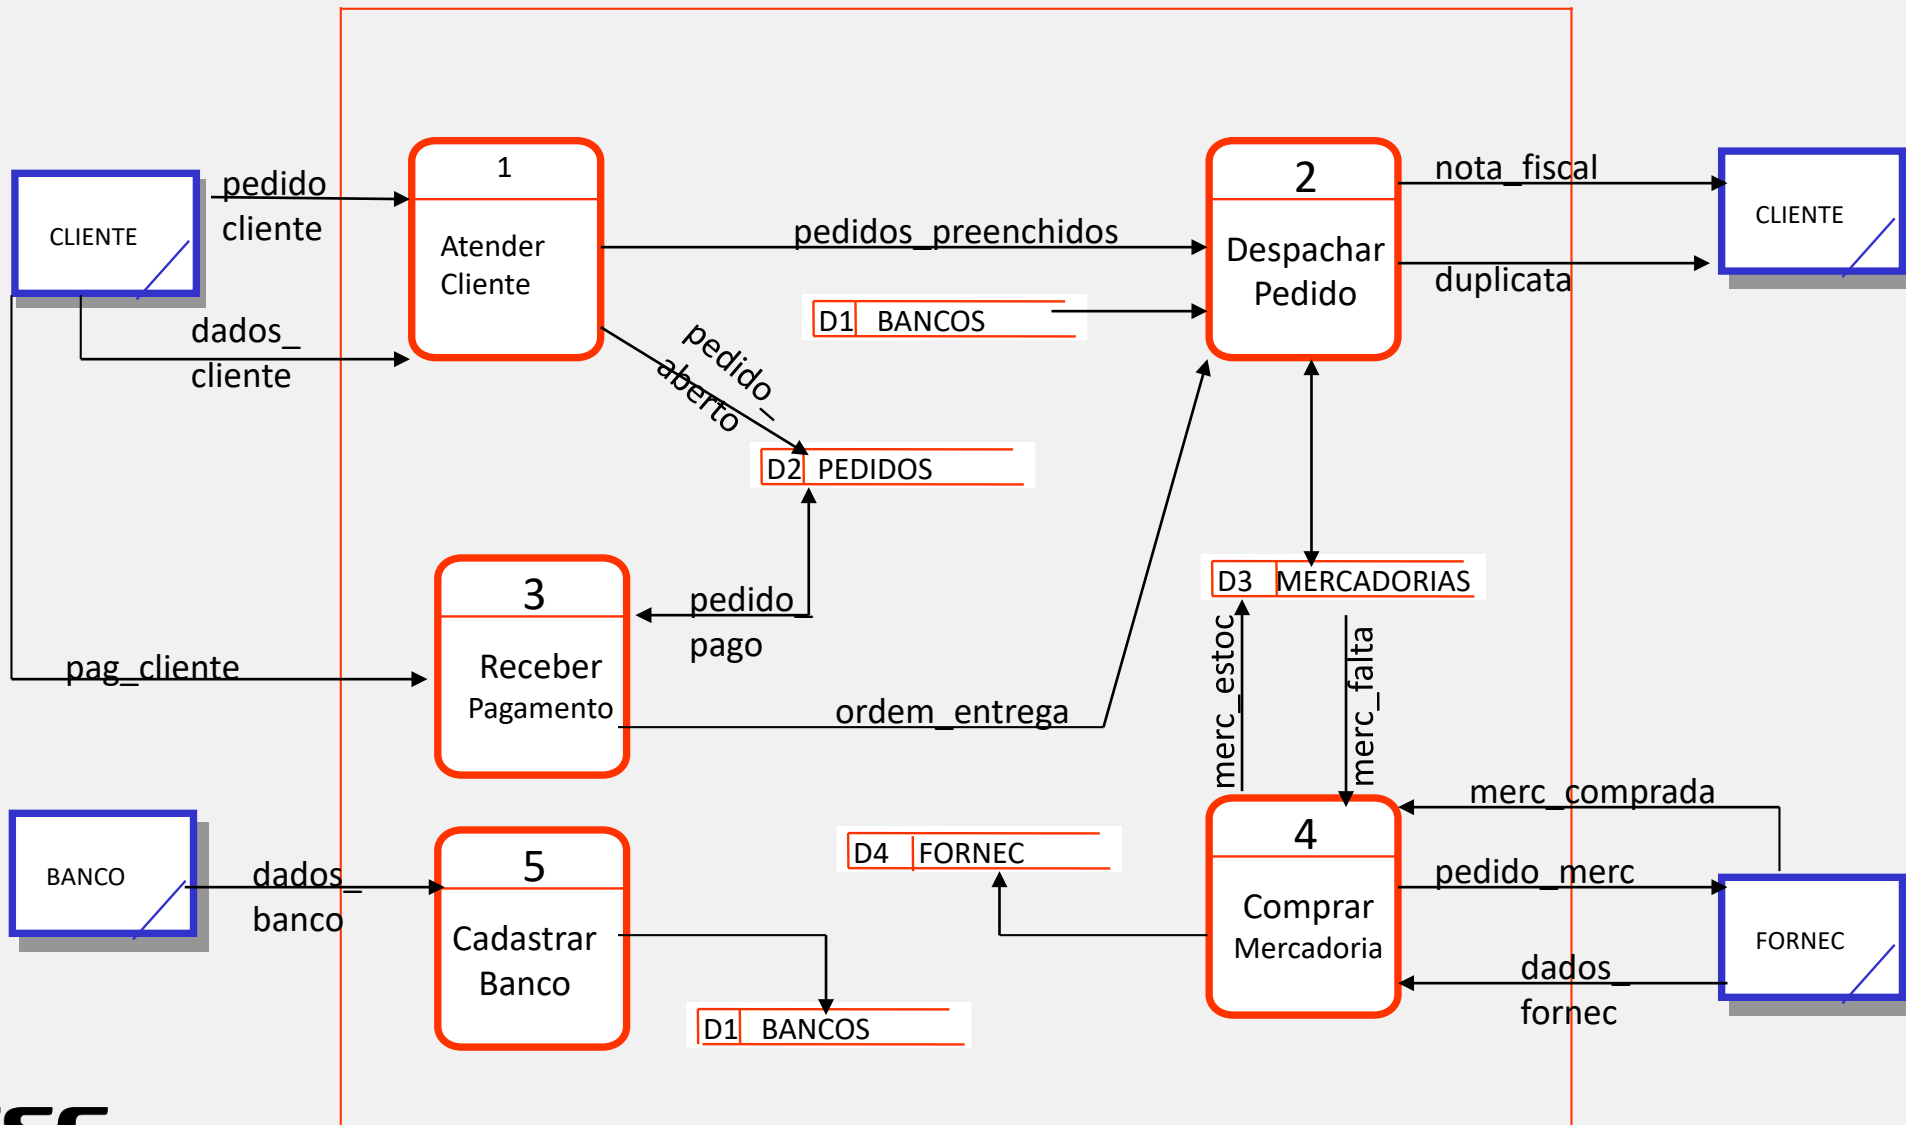 1
2
nota_fiscal
pedido
cliente
CLIENTE
CLIENTE
Atender
Cliente
pedidos_preenchidos
Despachar
Pedido
duplicata
D1 BANCOS
dados_
cliente
pedido_
aberto
D2 PEDIDOS
3
pedido_
pago
D3 MERCADORIAS
Receber
Pagamento
pag_cliente
ordem_entrega
merc_estoc
merc_falta
merc_comprada
4
D4 FORNEC
5
BANCO
dados_
banco
pedido_merc
Comprar
Mercadoria
Cadastrar
Banco
FORNEC
dados_
fornec
D1 BANCOS